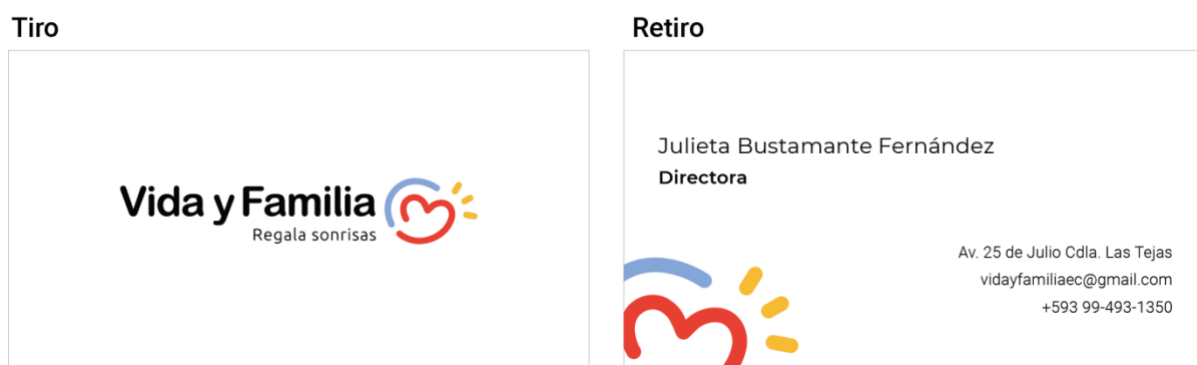 Tiro
Vida y Familia
Regala sonrisas
Retiro
Julieta Bustamante Fernández
Directora
Av. 25 de Julio Cdla. Las Tejas
vidayfamiliaec@gmail.com
+593 99-493-1350